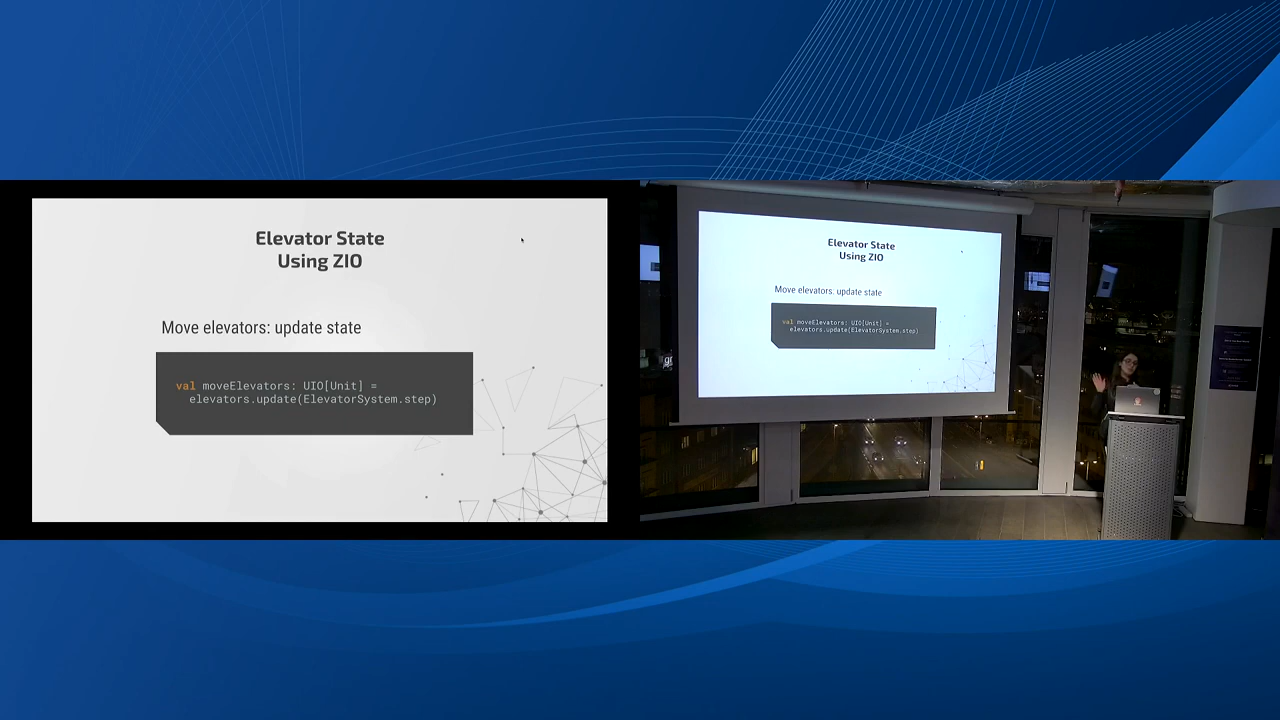 Elevator State
Using ZIO
Move elevators: update state
val moveElevators: UIO[Unit] =
elevators.update(ElevatorSystem.step)
Elevator State
Using ZIO
Move elevators: update state
val moveElevators: UIO[Unit] =
elevators.update(ElevatorSystem.step)
gr